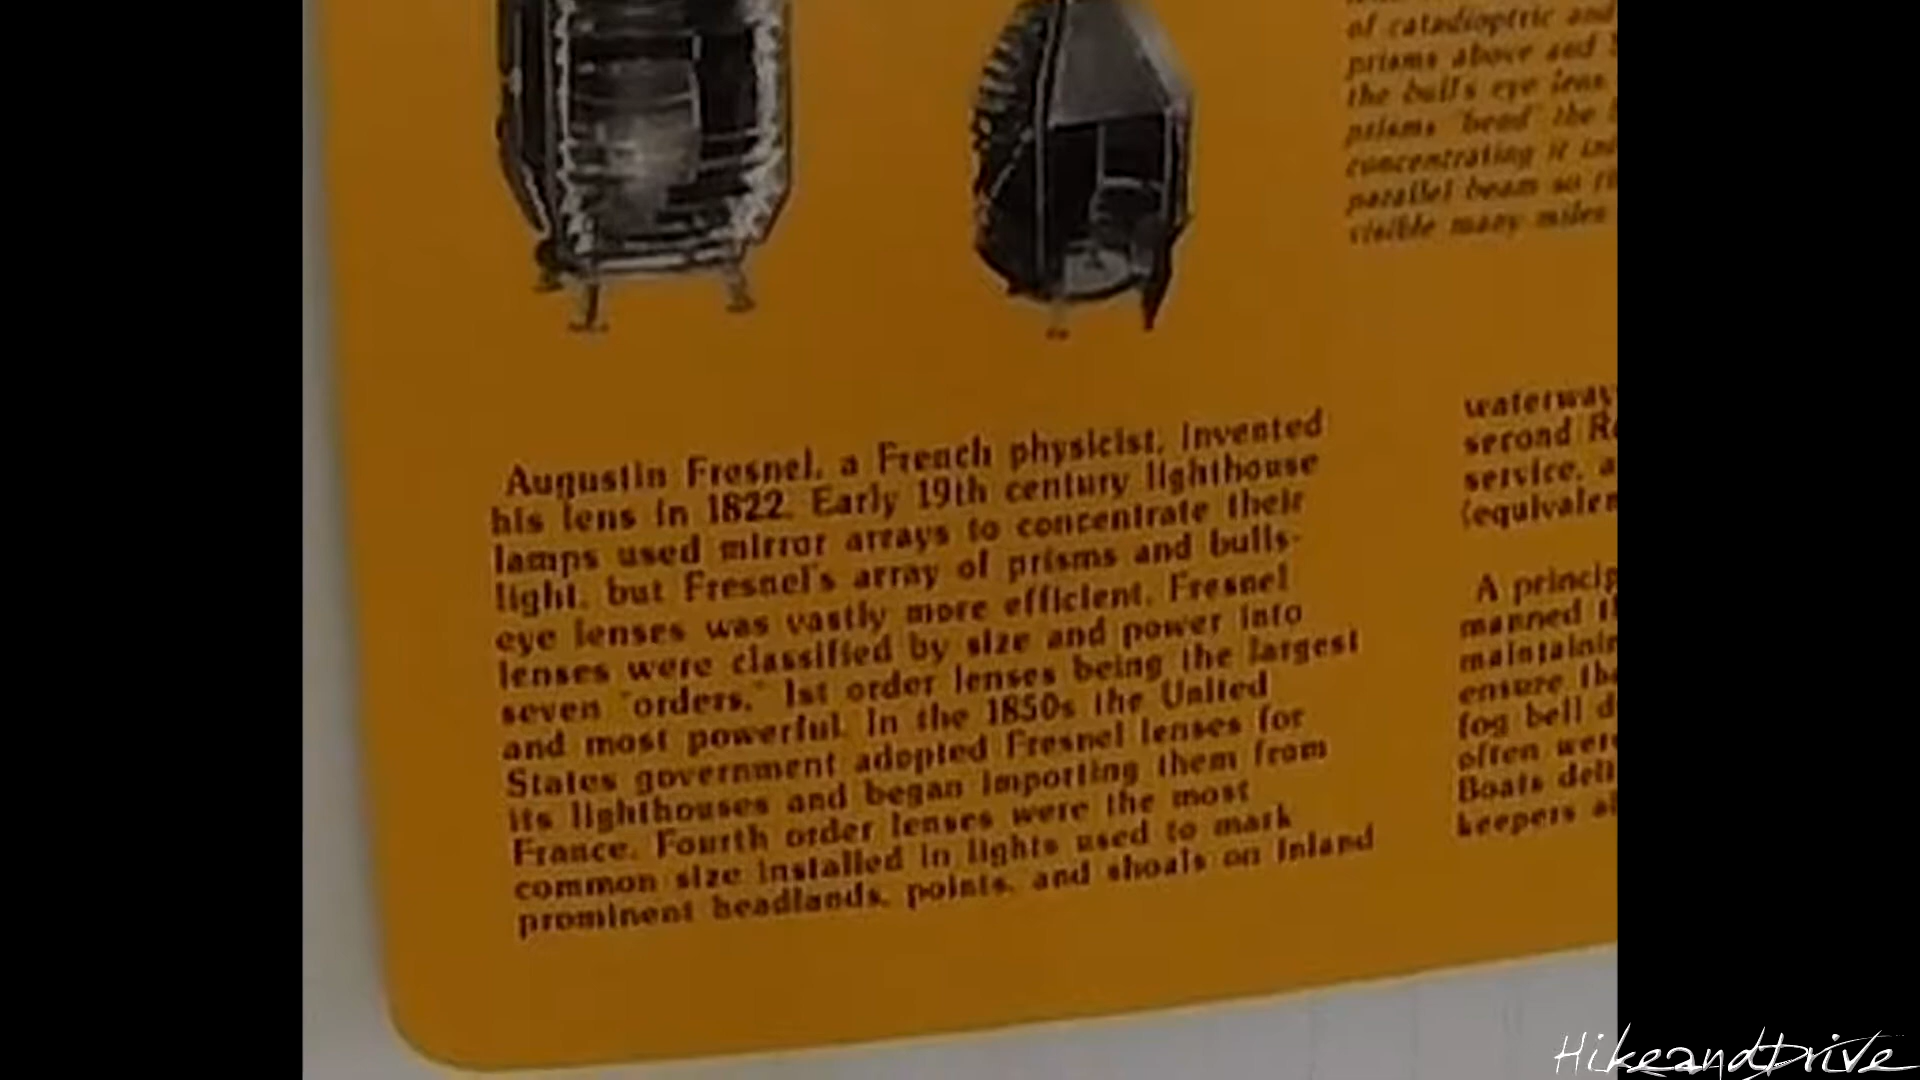 of catadioptric and
prisms above and
the bull's eye lens
prisms "bend" the
concentrating it
parallel beam so
visible many miles
Augustin Fresnel, a French physicist, invented
his lens in 1822. Early 19th century lighthouse
lamps used mirror arrays to concentrate their
light, but Fresnel's array of prisms and bulls-
eye lenses was vastly more efficient. Fresnel
lenses were classified by size and power into
seven "orders," 1st order lenses being the largest
and most powerful. In the 1850s the United
States government adopted Fresnel lenses for
its lighthouses and began importing them from
France. Fourth order lenses were the most
common size installed in lights used to mark
prominent headlands, points, and shoals on inland
waterway
second
service, a
(equivalen
A princip
manned
maintainin
ensure the
fog bell d
often were
Boats deli
keepers a
HikeandDrive